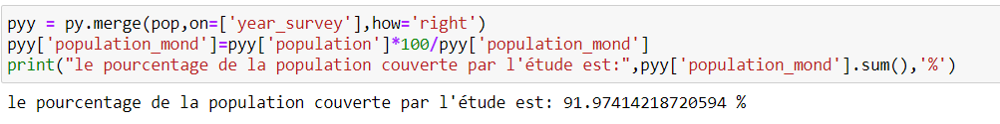 pyy = py.merge(pop,on=['year_survey'],how='right')
pyy['population_mond']=pyy['population']*100/pyy['population_mond']
print("le pourcentage de la population couverte par l'étude est:",pyy['population_mond'].sum(),'%')
le pourcentage de la population couverte par l'étude est: 91.97414218720594 %